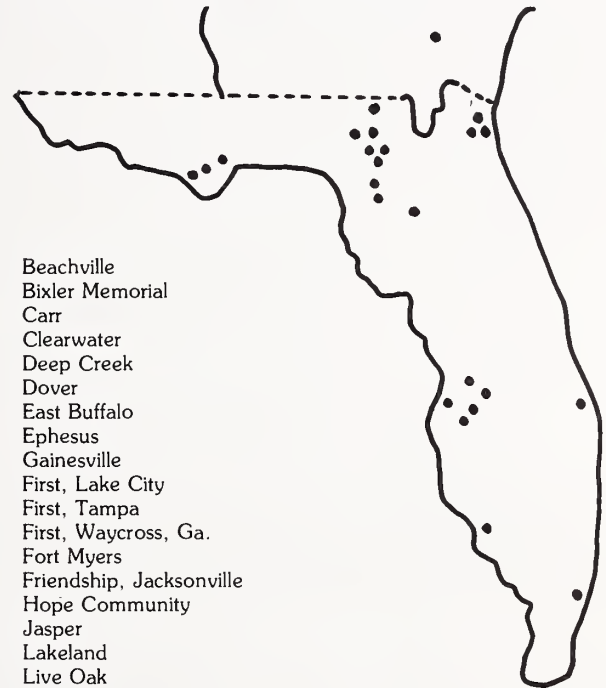 Beachville
Bixler Memorial
Carr
Clearwater
Deep Creek
Dover
East Buffalo
Ephesus
Gainesville
First, Lake City
First, Tampa
First, Waycross, Ga.
Fort Myers
Friendship, Jacksonville
Hope Community
Jasper
Lakeland
Live Oak